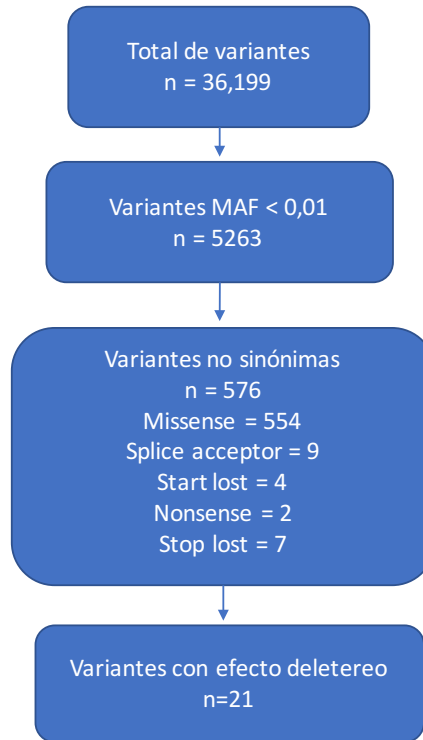 Total de variantes
n = 36,199
Variantes MAF < 0,01
n = 5263
Variantes no sinónimas
n = 576
Missense = 554
Splice acceptor = 9
Start lost = 4
Nonsense = 2
Stop lost = 7
Variantes con efecto deletereo
n=21